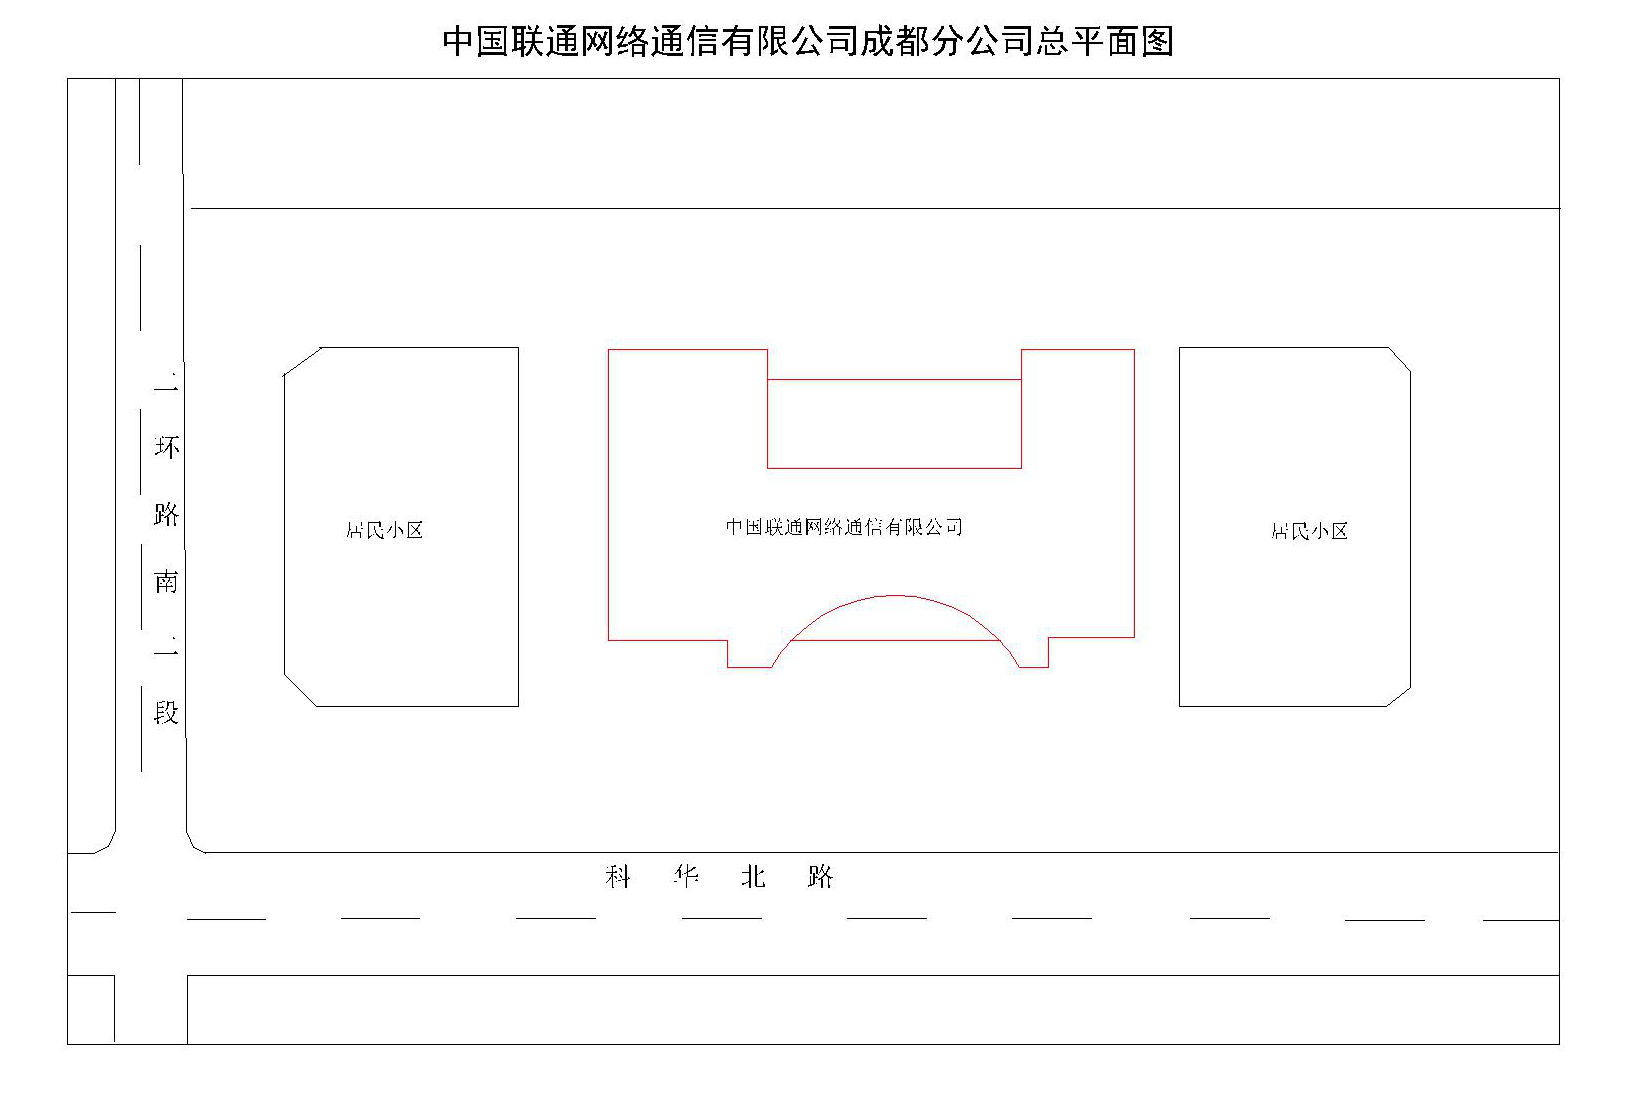 中国联通网络通信有限公司成都分公司总平面图
二环路南二段
居民小区
中国联通网络通信有限公司
居民小区
科华北路